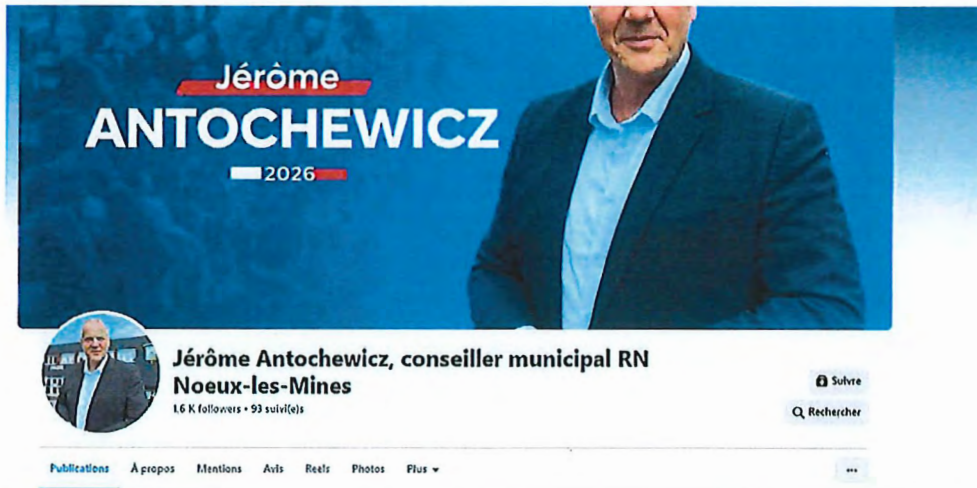 Jérôme
ANTOCHEWICZ
2026
Jérôme Antochewicz, conseiller municipal RN
Noeux-les-Mines
1,6 K followers • 93 suivi(e)s
Suivre
Rechercher
Publications À propos Mentions Avis Reels Photos Plus